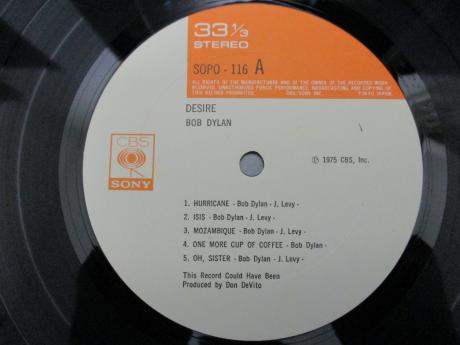 33 1/3
STEREO
SOPO - 116 A
ALL RIGHTS OF THE MANUFACTURER AND OF THE OWNER OF THE RECORDED WORK
RESERVED. UNAUTHORIZED PUBLIC PERFORMANCE, BROADCASTING AND COPYING OF
THIS RECORD PROHIBITED. CBS/SONY INC. TOKYO JAPAN
DESIRE
BOB DYLAN
CBS
SONY
℗ 1975 CBS, Inc.
1. HURRICANE - Bob Dylan - J. Levy -
2. ISIS - Bob Dylan - J. Levy -
3. MOZAMBIQUE - Bob Dylan - J. Levy -
4. ONE MORE CUP OF COFFEE - Bob Dylan -
5. OH, SISTER - Bob Dylan - J. Levy -
This Record Could Have Been
Produced by Don DeVito